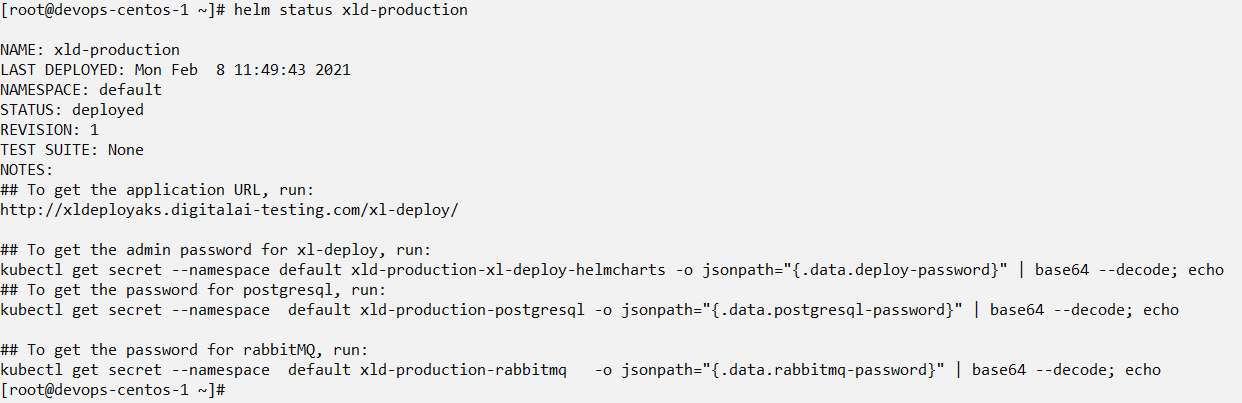 [root@devops-centos-1 ~]# helm status xld-production
NAME: xld-production
LAST DEPLOYED: Mon Feb  8 11:49:43 2021
NAMESPACE: default
STATUS: deployed
REVISION: 1
TEST SUITE: None
NOTES:
## To get the application URL, run:
http://xldeployaks.digitalai-testing.com/xl-deploy/
## To get the admin password for xl-deploy, run:
kubectl get secret --namespace default xld-production-xl-deploy-helmcharts -o jsonpath="{.data.deploy-password}" | base64 --decode; echo
## To get the password for postgresql, run:
kubectl get secret --namespace  default xld-production-postgresql -o jsonpath="{.data.postgresql-password}" | base64 --decode; echo
## To get the password for rabbitMQ, run:
kubectl get secret --namespace  default xld-production-rabbitmq   -o jsonpath="{.data.rabbitmq-password}" | base64 --decode; echo
[root@devops-centos-1 ~]#